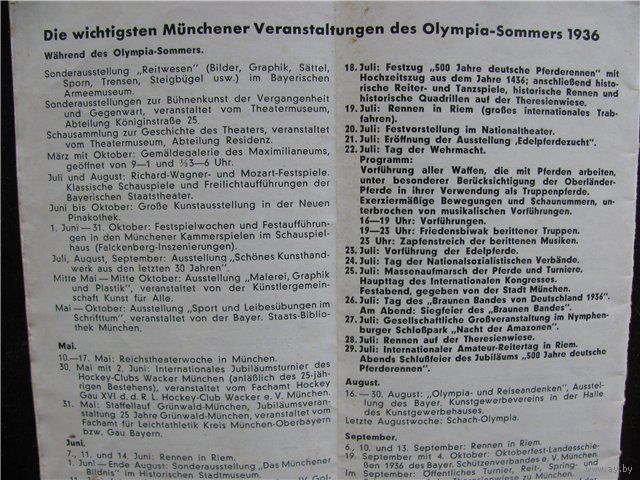 Die wichtigsten Münchener Veranstaltungen des Olympia-Sommers 1936
Während des Olympia-Sommers.
Sonderausstellung „Reitwesen" (Bilder, Graphik, Sättel,
Sporn, Trensen, Steigbügel usw.) im Bayerischen
Armeemuseum.
Sonderausstellungen zur Bühnenkunst der Vergangenheit
und Gegenwart, veranstaltet vom Theatermuseum,
Abteilung Königinstraße 25.
Schausammlung zur Geschichte des Theaters, veranstaltet
vom Theatermuseum, Abteilung Residenz.
März mit Oktober: Gemäldegalerie des Maximilianeums,
geöffnet von 9—1 und ½3—6 Uhr.
Juli und August: Richard-Wagner- und Mozart-Festspiele.
Klassische Schauspiele und Freilichtaufführungen der
Bayerischen Staatstheater.
Juni bis Oktober: Große Kunstausstellung in der Neuen
Pinakothek.
1. Juni—31. Oktober: Festspielwochen und Festaufführun-
gen in den Münchener Kammerspielen im Schauspiel-
haus (Falckenberg-Inszenierungen).
Juli, August, September: Ausstellung „Schönes Kunsthand-
werk aus den letzten 30 Jahren".
Mitte Mai—Mitte Oktober: Ausstellung „Malerei, Graphik
und Plastik", veranstaltet von der Künstlergemein-
schaft Kunst für Alle.
Mai—Oktober: Ausstellung „Sport und Leibesübungen im
Schrifttum", veranstaltet von der Bayer. Staats-Biblio-
thek München.
Mai.
10.—17. Mai: Reichstheaterwoche in München.
30. Mai mit 2. Juni: Internationales Jubiläumsturnier des
Hockey-Clubs Wacker München (anläßlich des 25-jäh-
rigen Bestehens), veranstaltet vom Fachamt Hockey
Gau XVI d. d. R. L. Hockey-Club Wacker e. V. München.
31. Mai: Staffellauf Grünwald-München, Jubiläumsveran-
staltung 25 Jahre Grünwald-München, veranstaltet vom
Fachamt für Leichtathletik Kreis München-Oberbayern
bzw. Gau Bayern.
Juni.
7., 11. und 14. Juni: Rennen in Riem.
1. Juni—Ende August: Sonderausstellung „Das Münchener
Bildnis" im Historischen Stadtmuseum.
18. Juli: Festzug „500 Jahre deutsche Pferderennen" mit
Hochzeitszug aus dem Jahre 1436; anschließend histo-
rische Reiter- und Tanzspiele, historische Rennen und
historische Quadrillen auf der Theresienwiese.
19. Juli: Rennen in Riem (großes internationales Trab-
fahren).
20. Juli: Festvorstellung im Nationaltheater.
21. Juli: Eröffnung der Ausstellung „Edelpferdezucht".
22. Juli: Tag der Wehrmacht.
Programm:
Vorführung aller Waffen, die mit Pferden arbeiten,
unter besonderer Berücksichtigung der Oberländer-
Pferde in ihrer Verwendung als Truppenpferde.
Exerziermäßige Bewegungen und Schaunummern, un-
terbrochen von musikalischen Vorführungen.
16—19 Uhr: Vorführungen.
19—23 Uhr: Friedensbiwak berittener Truppen.
23 Uhr: Zapfenstreich der berittenen Musiken.
23. Juli: Vorführung der Edelpferde.
24. Juli: Tag der Nationalsozialistischen Verbände.
25. Juli: Massenaufmarsch der Pferde und Turniere.
Haupttag des Internationalen Kongresses.
Festabend, gegeben von der Stadt München.
26. Juli: Tag des „Braunen Bandes von Deutschland 1936".
Am Abend: Siegfeier des „Braunen Bandes".
27. Juli: Gesellschaftliche Großveranstaltung im Nymphen-
burger Schloßpark „Nacht der Amazonen".
28. Juli: Rennen auf der Theresienwiese.
29. Juli: Internationaler Amateur-Reitertag in Riem.
Abends Schlußfeier des Jubiläums „500 Jahre deutsche
Pferderennen".
August.
16.—30. August: „Olympia- und Reiseandenken", Ausstel-
lung des Bayer. Kunstgewerbevereins in der Halle
des Kunstgewerbehauses.
Letzte Augustwoche: Schach-Olympia.
September.
6., 10. und 13. September: Rennen in Riem.
19. September mit 4. Oktober: Oktoberfest-Landesschie-
ßen 1936 des Bayer. Schützenverbandes e. V. München.
19. September: Öffentliches Turnier, Reit-, Spring- und